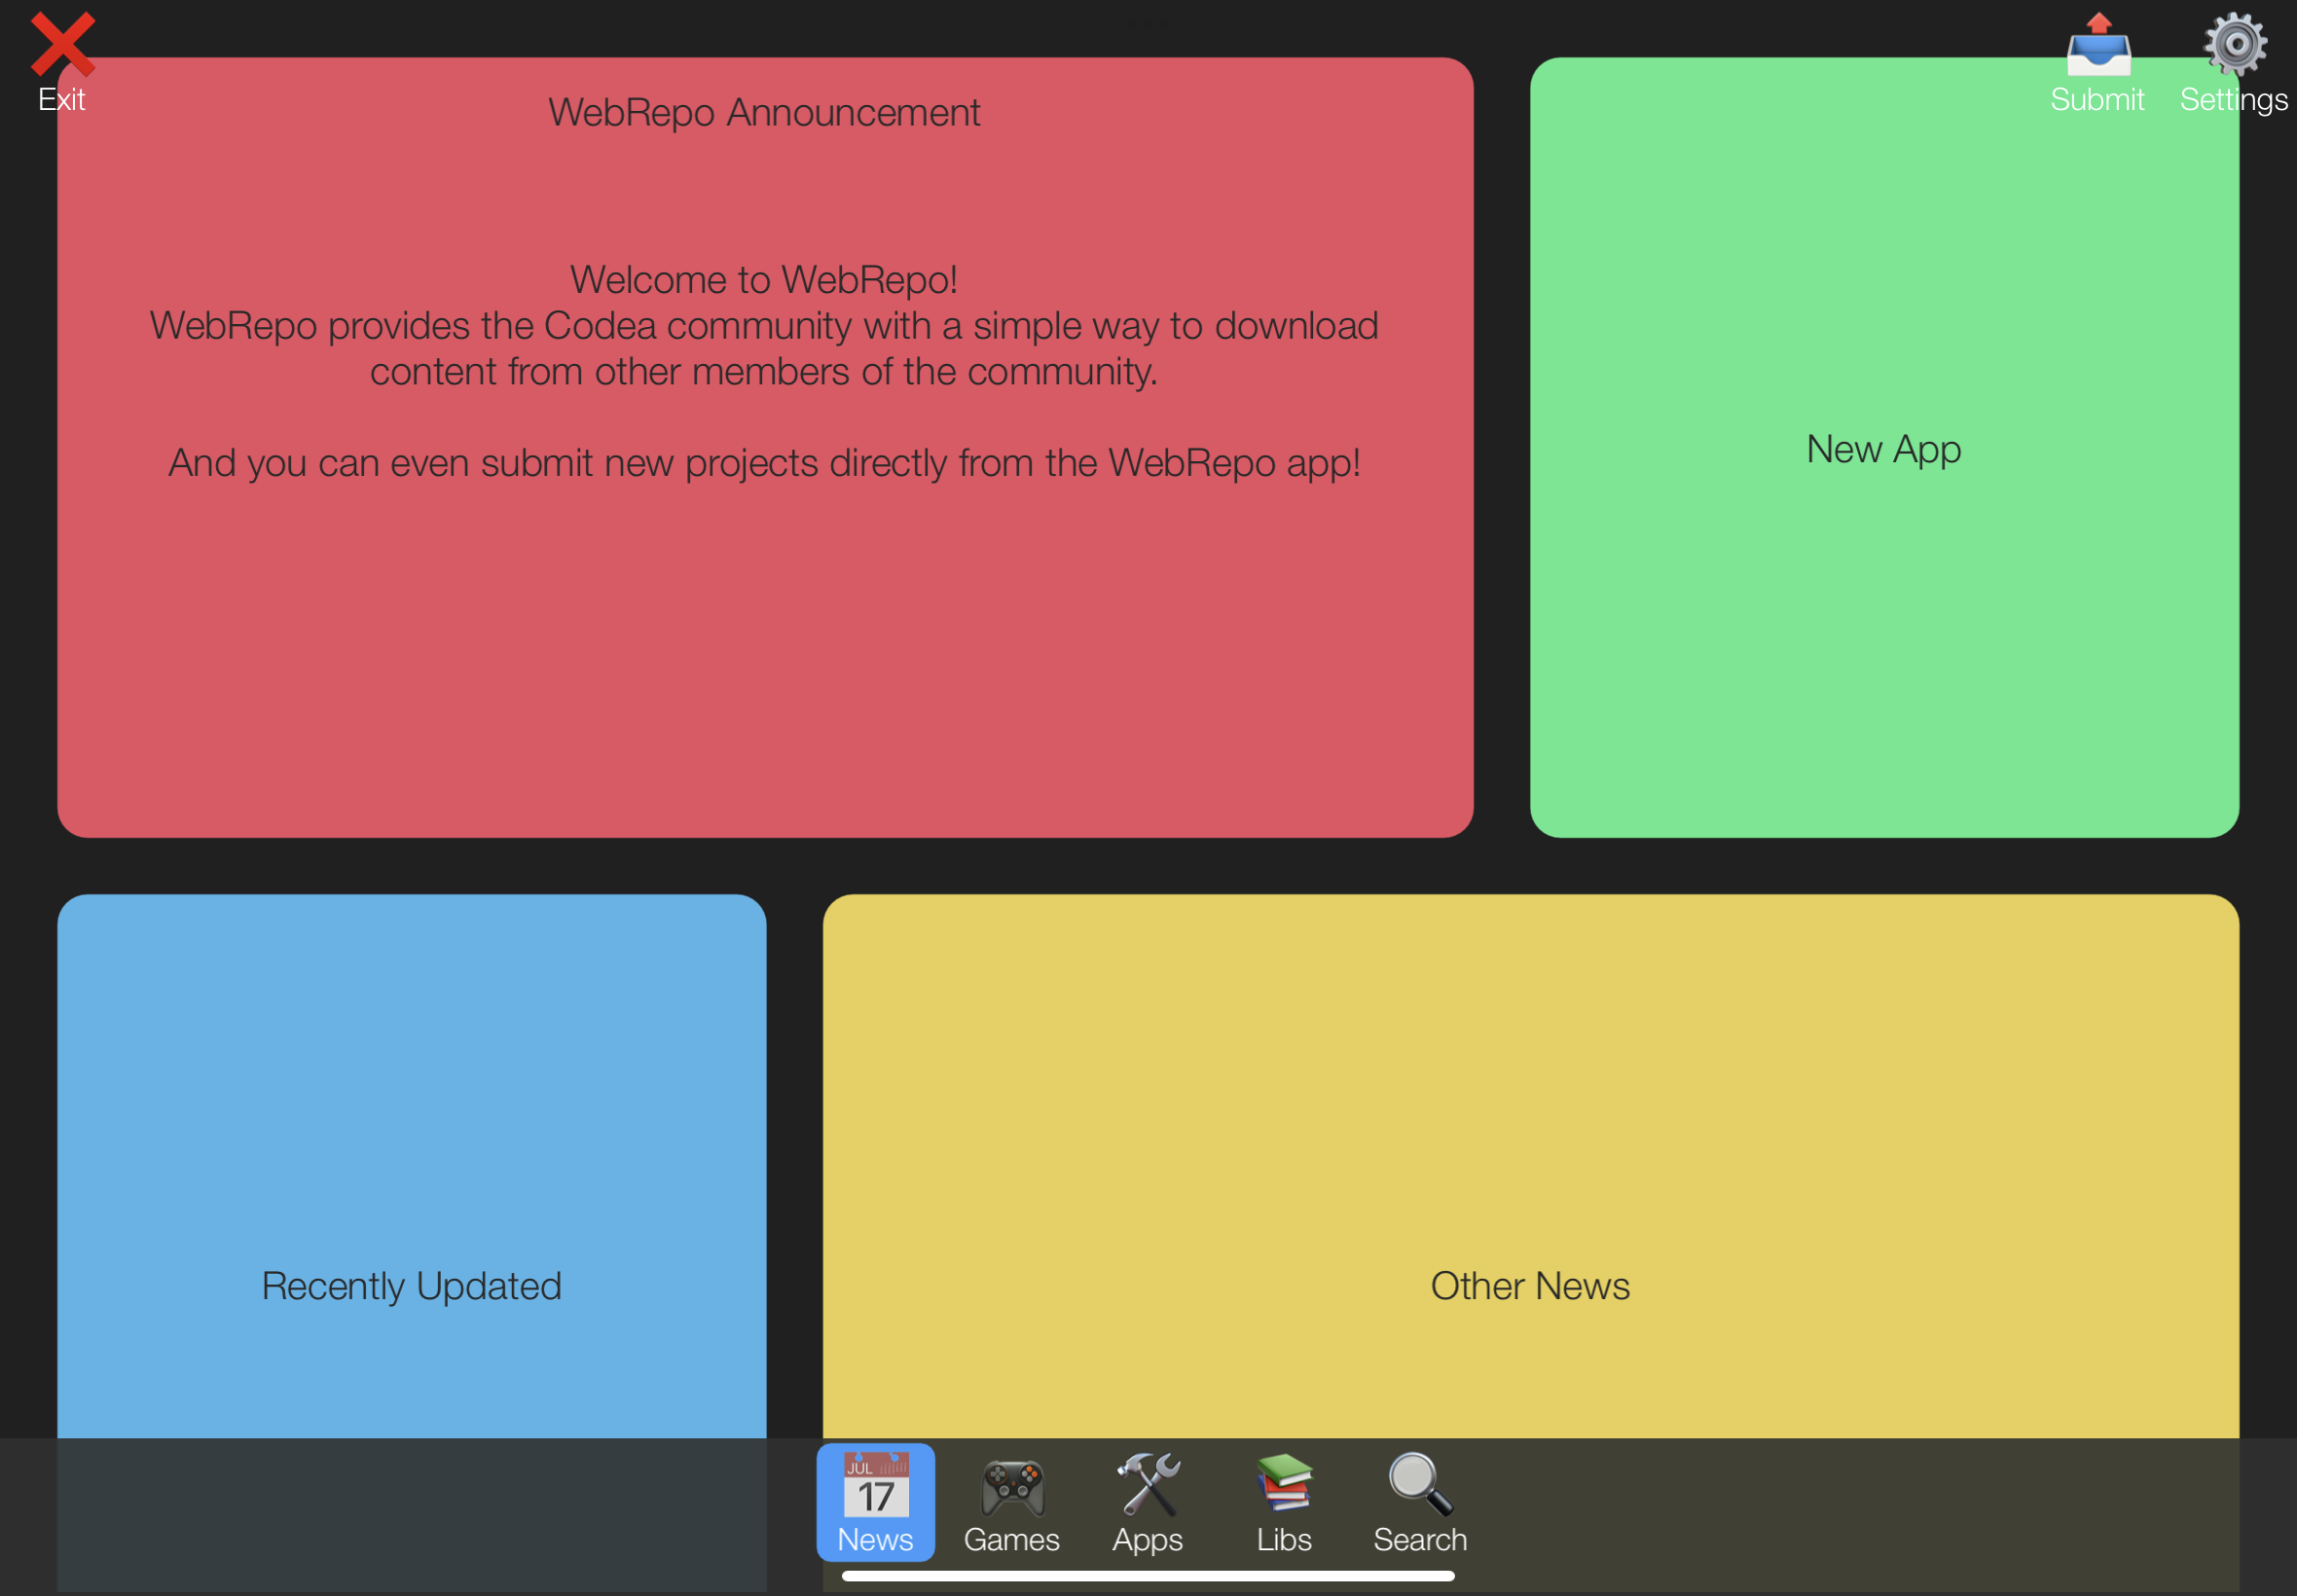 Exit
Submit
Settings
WebRepo Announcement
Welcome to WebRepo!
WebRepo provides the Codea community with a simple way to download
content from other members of the community.
And you can even submit new projects directly from the WebRepo app!
New App
Recently Updated
Other News
JUL
17
News
Games
Apps
Libs
Search